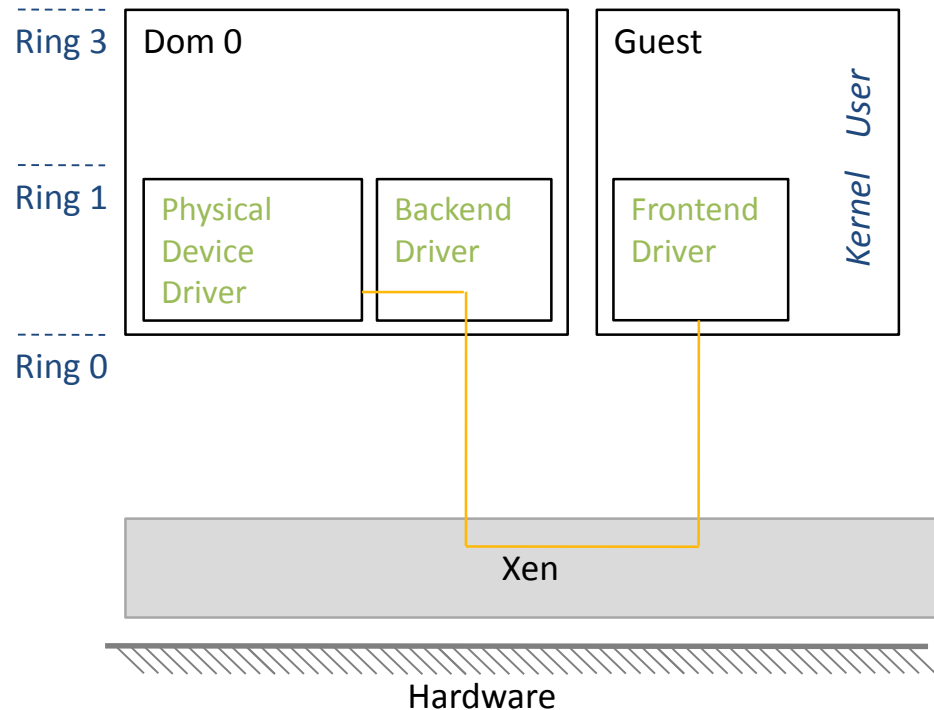 Ring 3
Dom 0
Guest
User
Ring 1
Physical
Device
Driver
Backend
Driver
Frontend
Driver
Kernel
Ring 0
Xen
Hardware